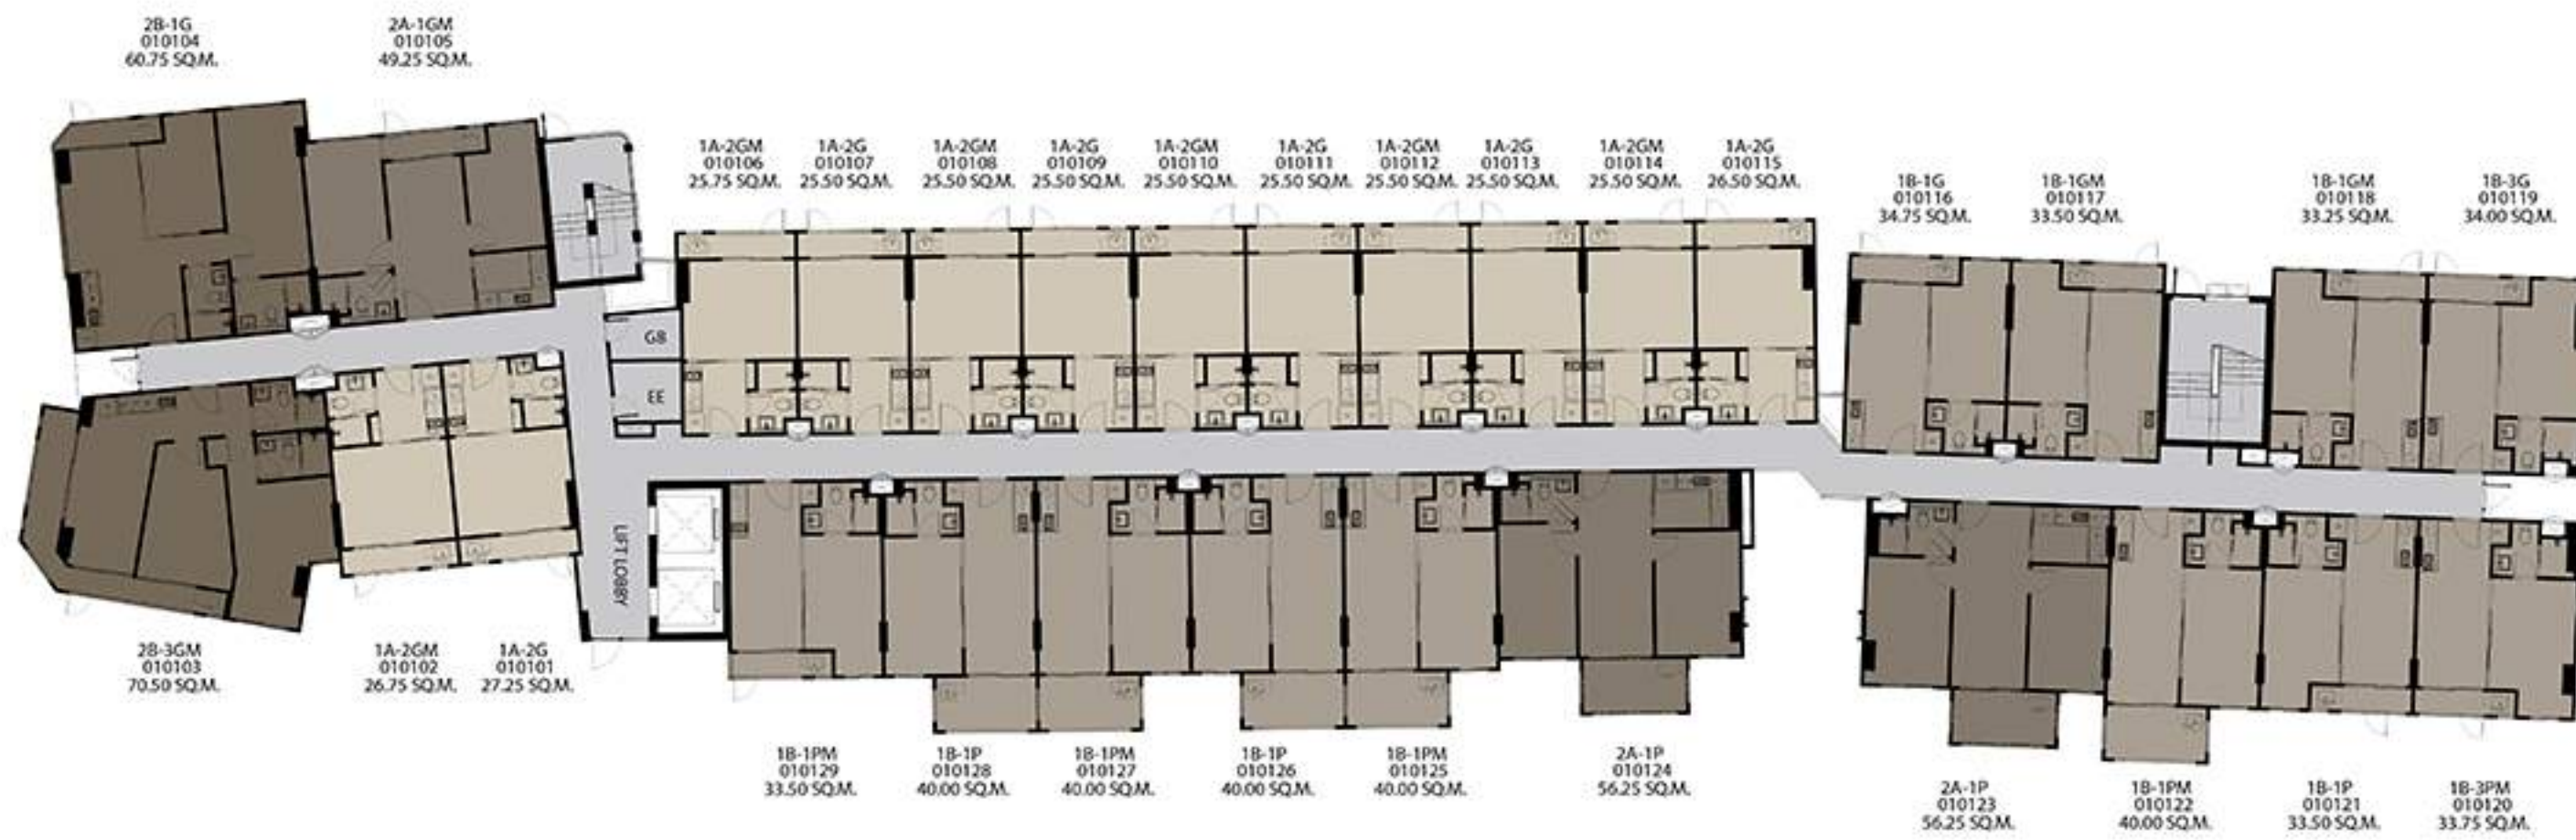 2B-1G
010104
60.75 SQ.M.
2A-1GM
010105
49.25 SQ.M.
1A-2GM
010106
25.75 SQ.M.
1A-2G
010107
25.50 SQ.M.
1A-2GM
010108
25.50 SQ.M.
1A-2G
010109
25.50 SQ.M.
1A-2GM
010110
25.50 SQ.M.
1A-2G
010111
25.50 SQ.M.
1A-2GM
010112
25.50 SQ.M.
1A-2G
010113
25.50 SQ.M.
1A-2GM
010114
25.50 SQ.M.
1A-2G
010115
26.50 SQ.M.
1B-1G
010116
34.75 SQ.M.
1B-1GM
010117
33.50 SQ.M.
1B-1GM
010118
33.25 SQ.M.
1B-3G
010119
34.00 SQ.M.
GB
EE
LIFT LOBBY
2B-3GM
010103
70.50 SQ.M.
1A-2GM
010102
26.75 SQ.M.
1A-2G
010101
27.25 SQ.M.
1B-1PM
010129
33.50 SQ.M.
1B-1P
010128
40.00 SQ.M.
1B-1PM
010127
40.00 SQ.M.
1B-1P
010126
40.00 SQ.M.
1B-1PM
010125
40.00 SQ.M.
2A-1P
010124
56.25 SQ.M.
2A-1P
010123
56.25 SQ.M.
1B-1PM
010122
40.00 SQ.M.
1B-1P
010121
33.50 SQ.M.
1B-3PM
010120
33.75 SQ.M.